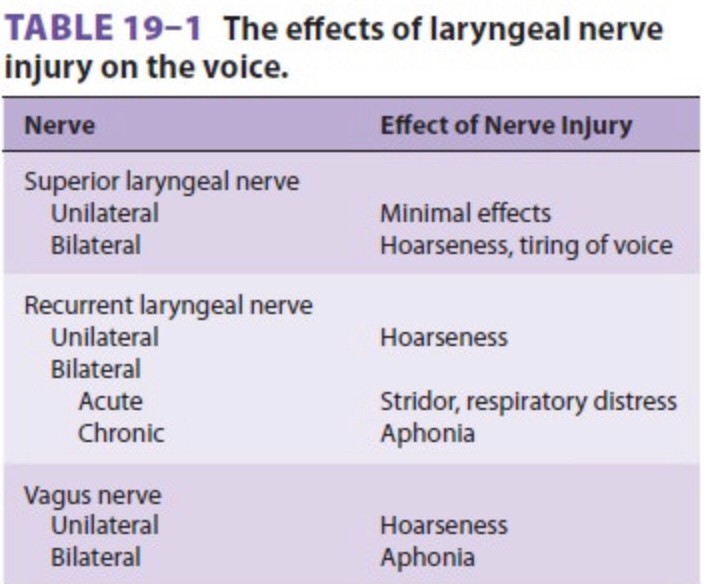 TABLE 19–1 The effects of laryngeal nerve
injury on the voice.
Nerve Effect of Nerve Injury
Superior laryngeal nerve
Unilateral Minimal effects
Bilateral Hoarseness, tiring of voice
Recurrent laryngeal nerve
Unilateral Hoarseness
Bilateral
Acute Stridor, respiratory distress
Chronic Aphonia
Vagus nerve
Unilateral Hoarseness
Bilateral Aphonia